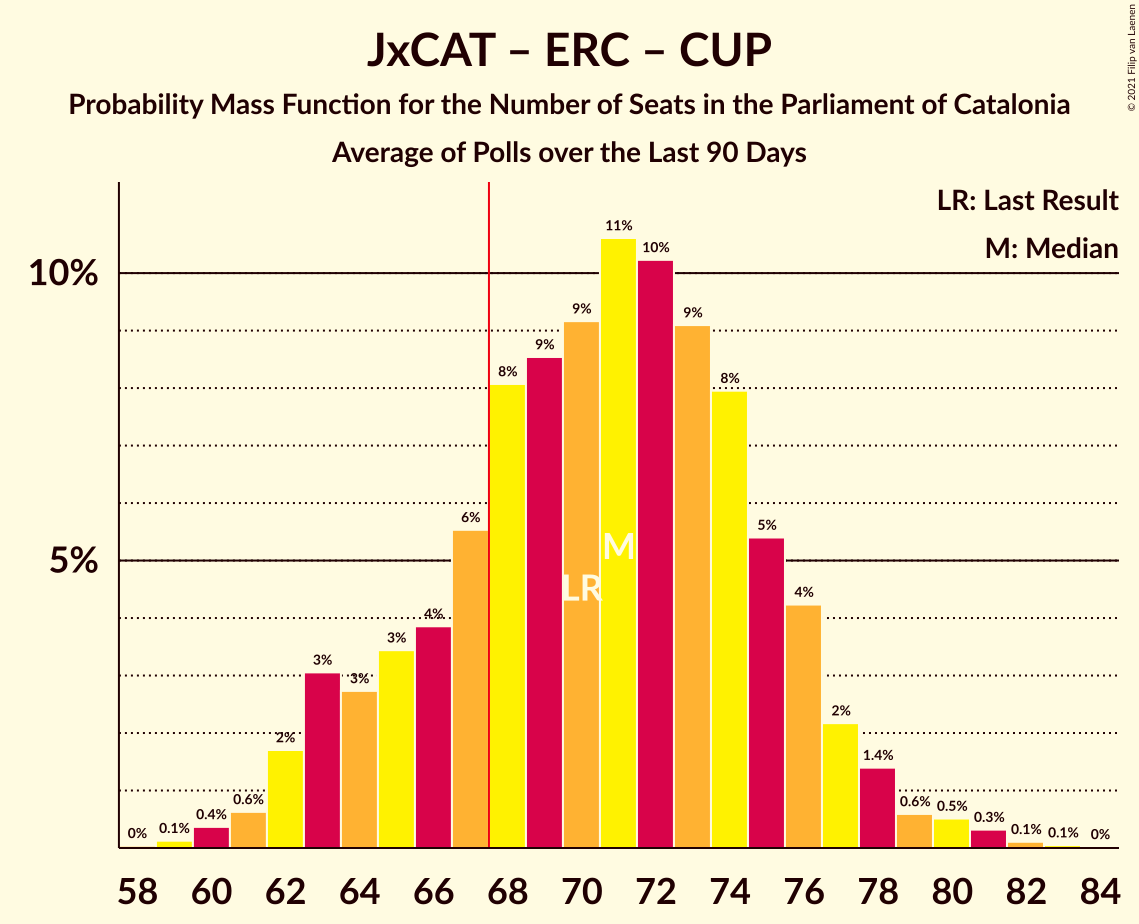 JxCAT – ERC – CUP
Probability Mass Function for the Number of Seats in the Parliament of Catalonia
Average of Polls over the Last 90 Days
© 2021 Filip van Laenen
LR: Last Result
M: Median
10%
5%
0% 0.1% 0.4% 0.6% 2% 3% 3% 3% 4% 6% 8% 9% 9% 11% 10% 9% 8% 5% 4% 2% 1.4% 0.6% 0.5% 0.3% 0.1% 0.1% 0%
M
LR
58 60 62 64 66 68 70 72 74 76 78 80 82 84